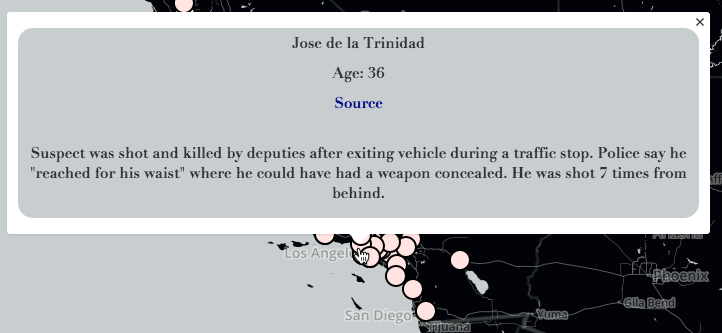 ×
Jose de la Trinidad
Age: 36
Source
Suspect was shot and killed by deputies after exiting vehicle during a traffic stop. Police say he
"reached for his waist" where he could have had a weapon concealed. He was shot 7 times from
behind.
Los Angel
Phoenix
Gila Bend
San Diego
Yuma
Tijuana